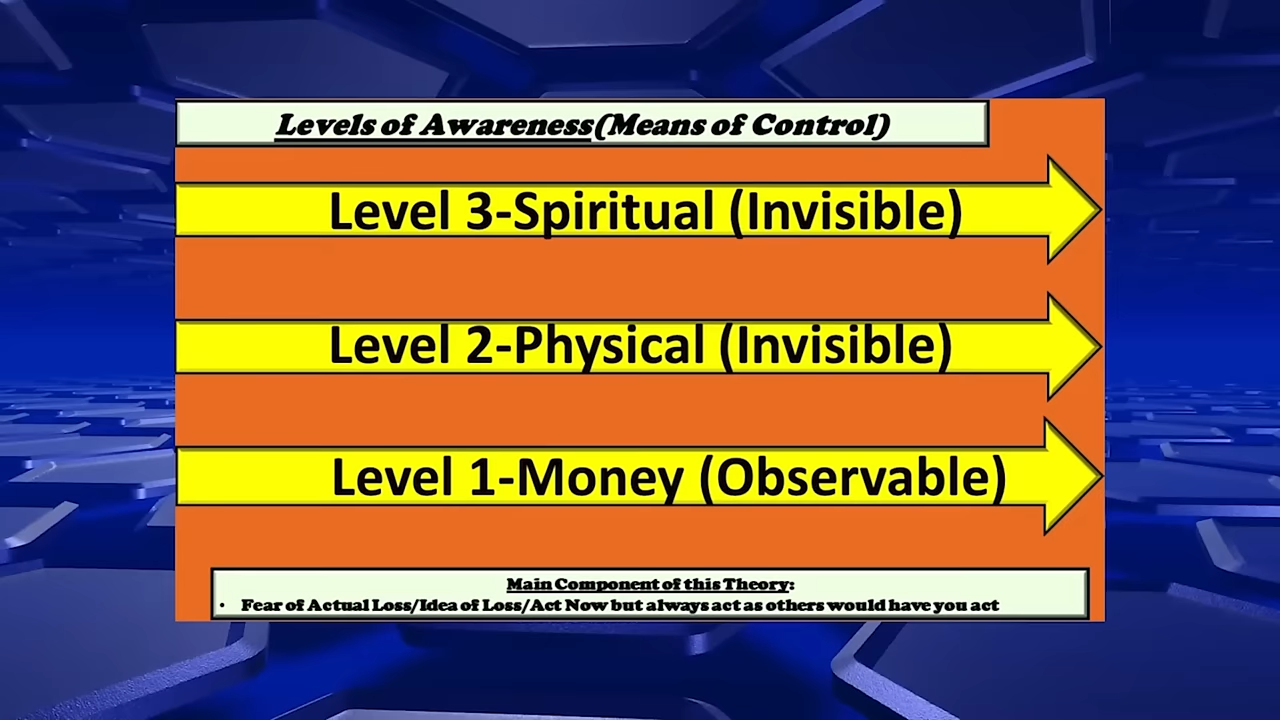 Levels of Awareness(Means of Control)
Level 3-Spiritual (Invisible)
Level 2-Physical (Invisible)
Level 1-Money (Observable)
Main Component of this Theory:
• Fear of Actual Loss/Idea of Loss/Act Now but always act as others would have you act